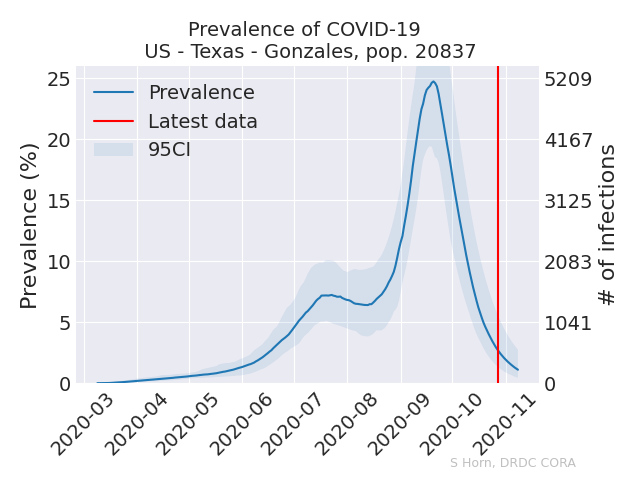 Prevalence of COVID-19
US - Texas - Gonzales, pop. 20837
Prevalence
Latest data
95CI
Prevalence (%)
25
20
15
10
5
0
5209
4167
3125
2083
1041
0
# of infections
2020-03
2020-04
2020-05
2020-06
2020-07
2020-08
2020-09
2020-10
2020-11
S Horn, DRDC CORA